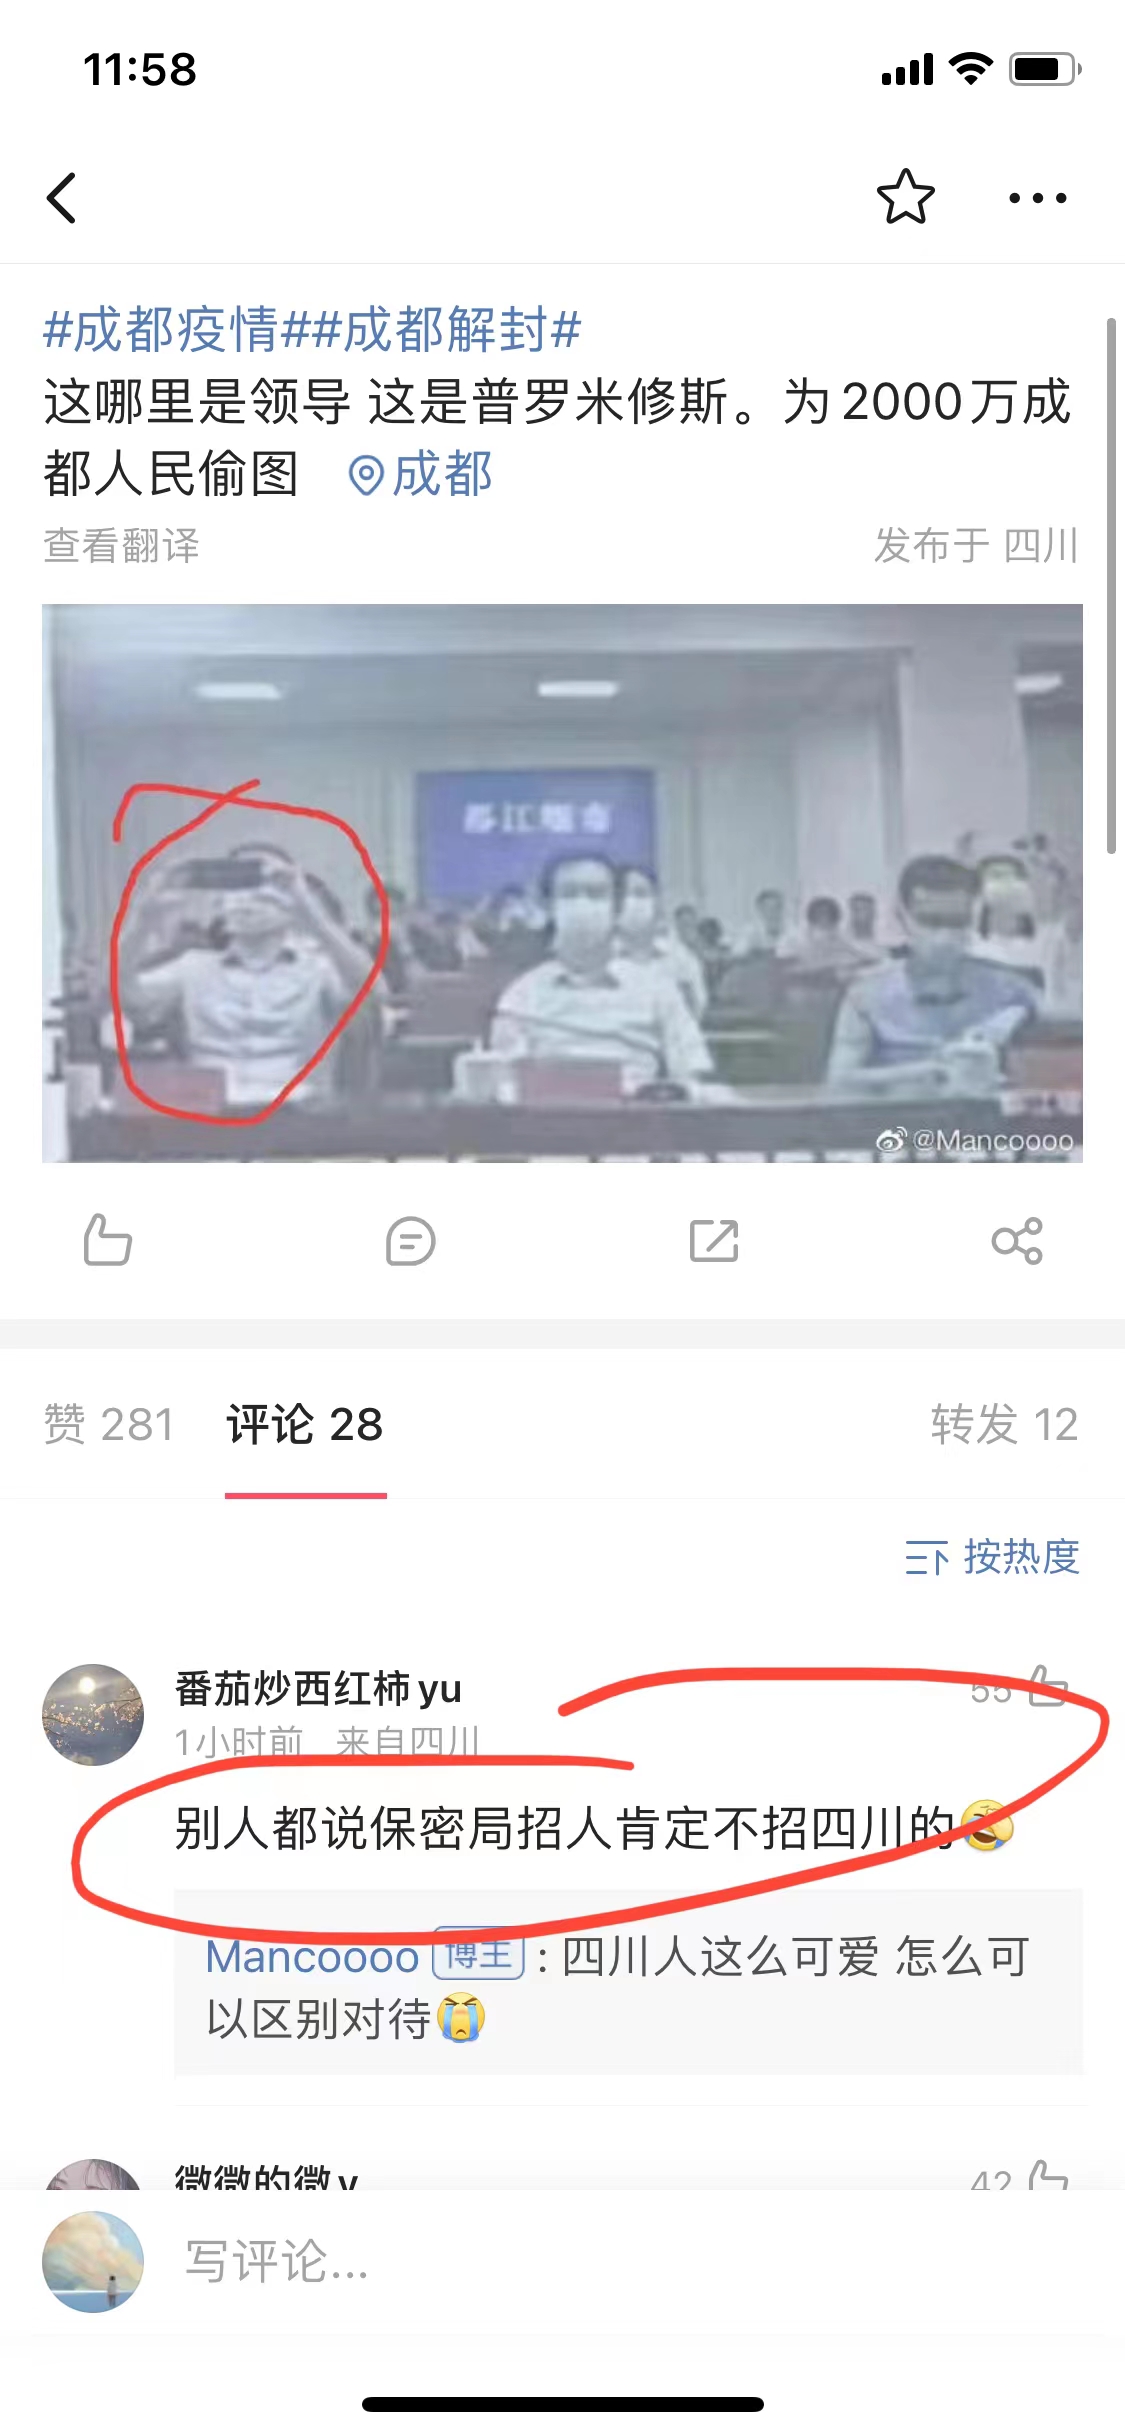 11:58
#成都疫情##成都解封#
这哪里是领导 这是普罗米修斯。为2000万成
都人民偷图 成都
查看翻译 发布于 四川
都江堰市
@Mancoooo
赞 281 评论 28 转发 12
按热度
番茄炒西红柿yu 55
1小时前 来自四川
别人都说保密局招人肯定不招四川的
Mancoooo 博主 : 四川人这么可爱 怎么可
以区别对待
微微的微y 42
写评论...